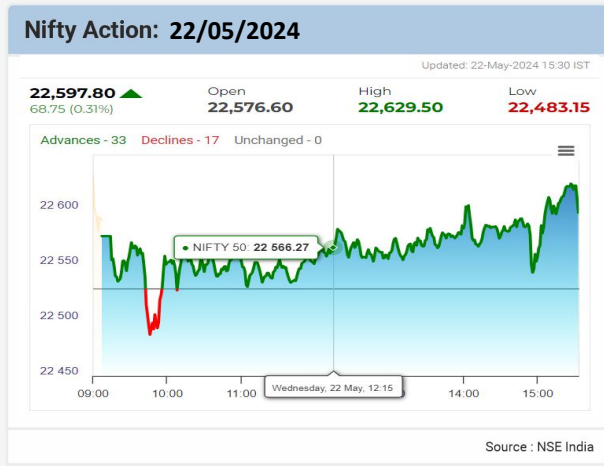 Nifty Action: 22/05/2024
Updated: 22-May-2024 15:30 IST
22,597.80 Open High Low
68.75 (0.31%) 22,576.60 22,629.50 22,483.15
Advances - 33 Declines - 17 Unchanged - 0
22 600
NIFTY 50: 22 566.27
22 550
22 500
22 450
Wednesday, 22 May, 12:15
09:00 10:00 11:00 14:00 15:00
Source : NSE India